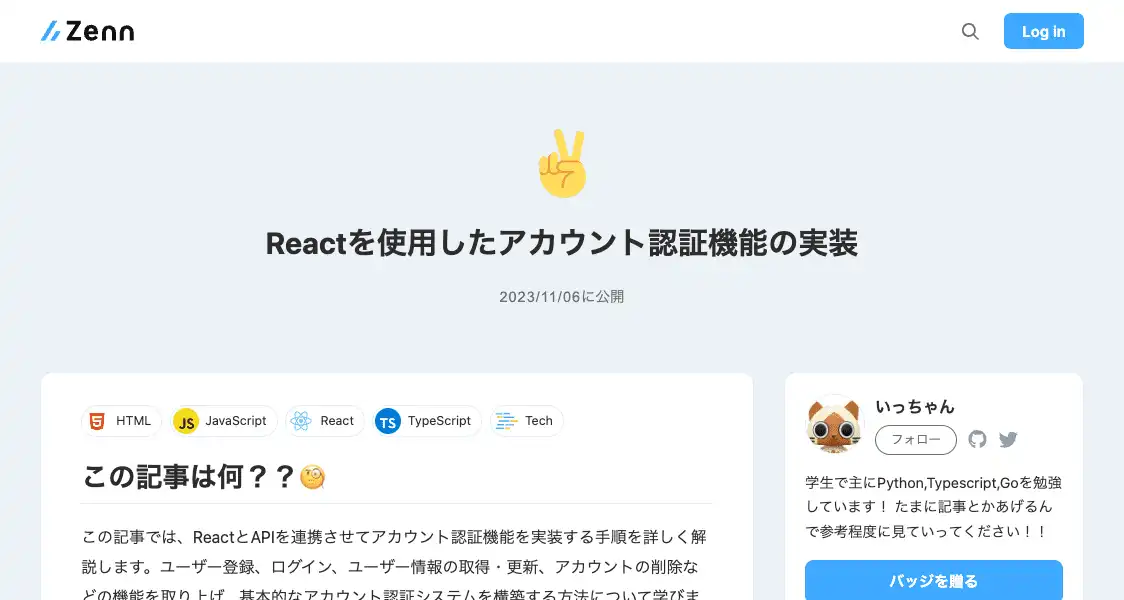 Zenn
Log in
Reactを使用したアカウント認証機能の実装
2023/11/06に公開
HTML
JS JavaScript
React
TS TypeScript
Tech
この記事は何？？
この記事では、ReactとAPIを連携させてアカウント認証機能を実装する手順を詳しく解
説します。ユーザー登録、ログイン、ユーザー情報の取得・更新、アカウントの削除な
どの機能を取り上げ、基本的なアカウント認証システムを構築する方法について学びま
いっちゃん
フォロー
学生で主にPython,Typescript,Goを勉強
しています！ たまに記事とかあげるん
で参考程度に見ていってください！！
バッジを贈る